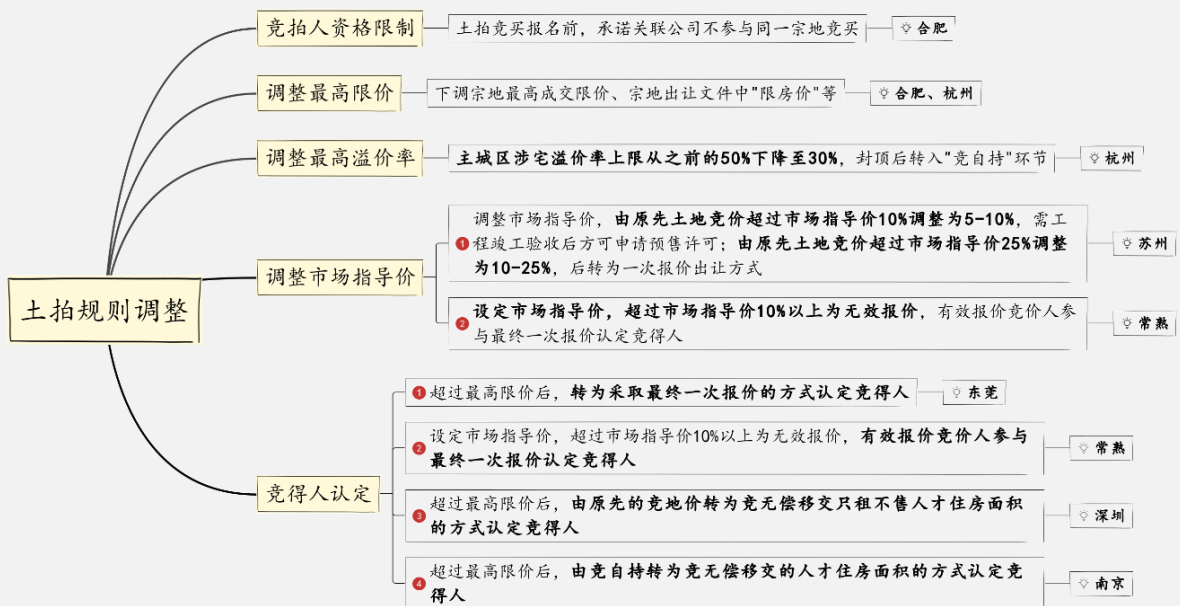 竞拍人资格限制
土拍竞买报名前，承诺关联公司不参与同一宗地竞买
合肥
调整最高限价
下调宗地最高成交限价、宗地出让文件中"限房价"等
合肥、杭州
调整最高溢价率
主城区涉宅溢价率上限从之前的50%下降至30%，封顶后转入"竞自持"环节
杭州
土拍规则调整
调整市场指导价
1
调整市场指导价，由原先土地竞价超过市场指导价10%调整为5-10%，需工
程竣工验收后方可申请预售许可；由原先土地竞价超过市场指导价25%调整
为10-25%，后转为一次报价出让方式
苏州
2
设定市场指导价，超过市场指导价10%以上为无效报价，有效报价竞价人参
与最终一次报价认定竞得人
常熟
竞得人认定
1
超过最高限价后，转为采取最终一次报价的方式认定竞得人
东莞
2
设定市场指导价，超过市场指导价10%以上为无效报价，有效报价竞价人参与
最终一次报价认定竞得人
常熟
3
超过最高限价后，由原先的竞地价转为竞无偿移交只租不售人才住房面积
的方式认定竞得人
深圳
4
超过最高限价后，由竞自持转为竞无偿移交的人才住房面积的方式认定竞
得人
南京